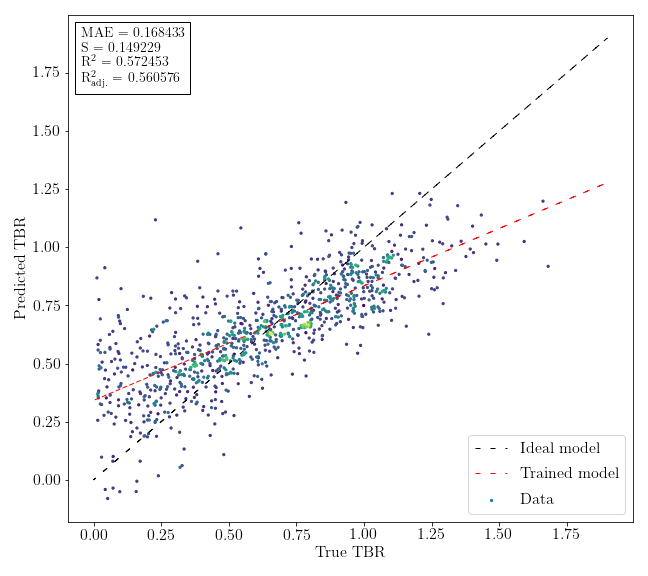 MAE = 0.168433
S = 0.149229
R² = 0.572453
R²adj. = 0.560576
1.75
1.50
1.25
1.00
0.75
0.50
0.25
0.00
Predicted TBR
Ideal model
Trained model
Data
0.00 0.25 0.50 0.75 1.00 1.25 1.50 1.75
True TBR